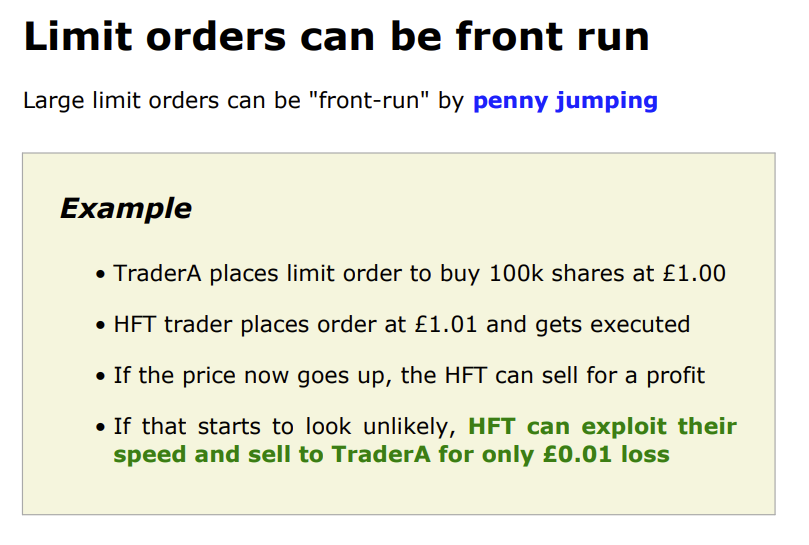 Limit orders can be front run
Large limit orders can be "front-run" by penny jumping
Example
• TraderA places limit order to buy 100k shares at £1.00
• HFT trader places order at £1.01 and gets executed
• If the price now goes up, the HFT can sell for a profit
• If that starts to look unlikely, HFT can exploit their
speed and sell to TraderA for only £0.01 loss